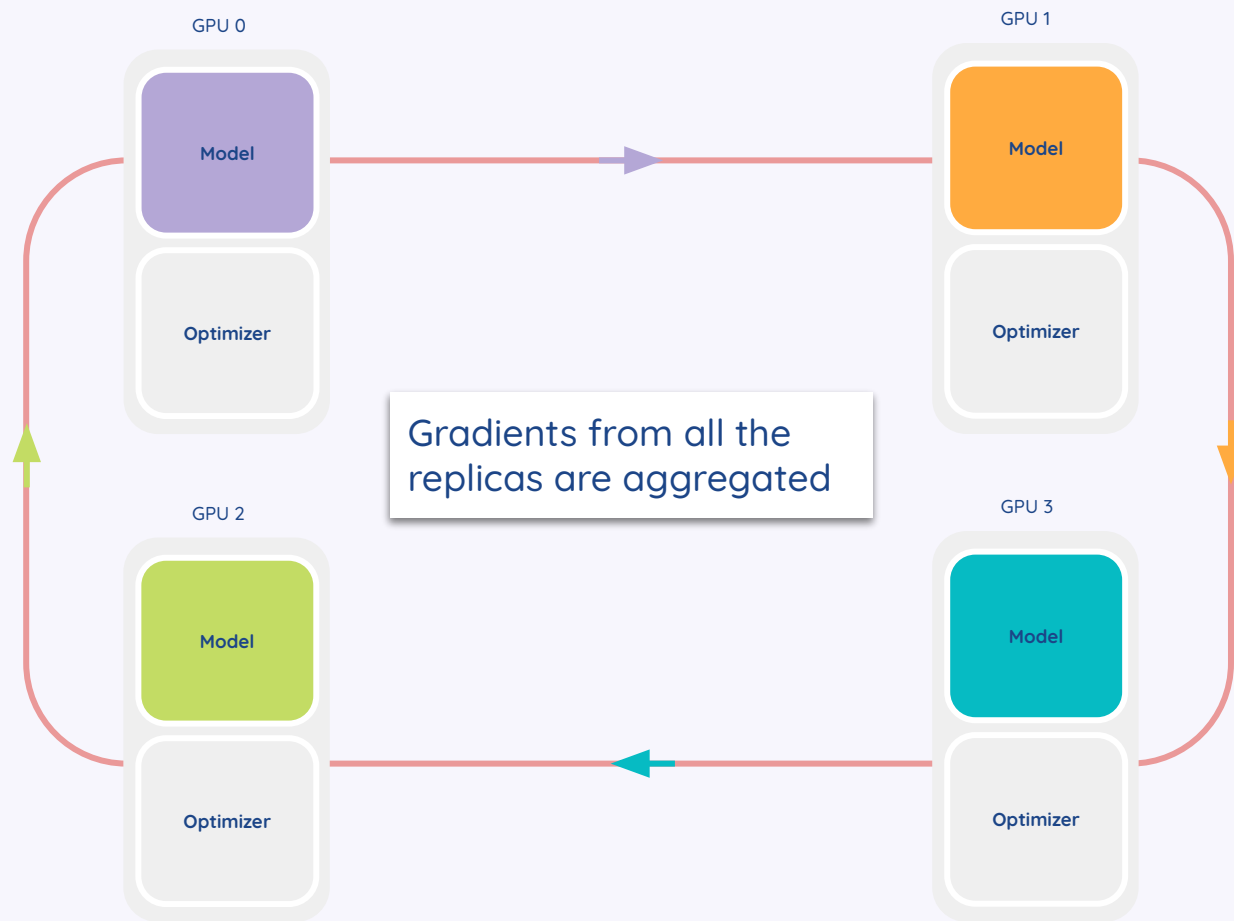 GPU 0
Model
Optimizer
GPU 1
Model
Optimizer
Gradients from all the
replicas are aggregated
GPU 2
Model
Optimizer
GPU 3
Model
Optimizer